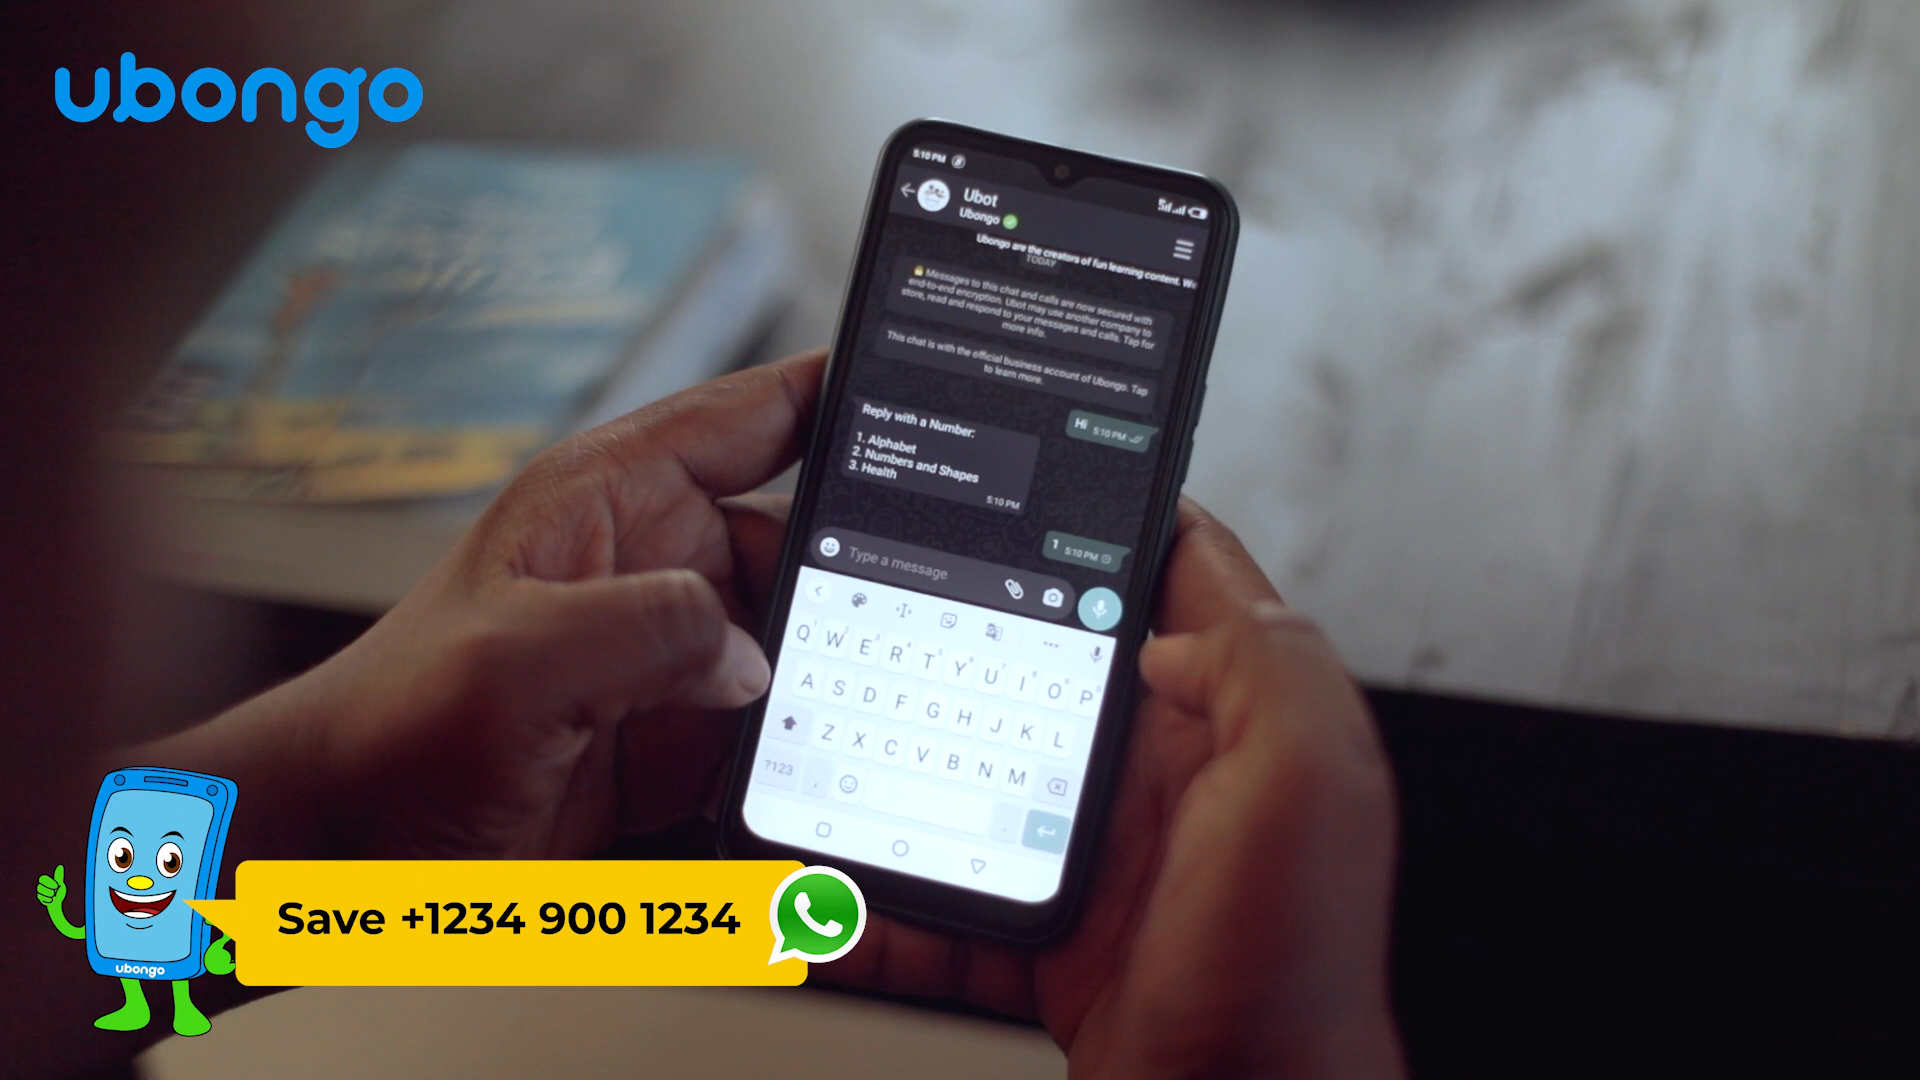 ubongo
5:10 PM
Ubot
Ubongo
Ubongo are the creators of fun learning content. We
TODAY
Messages to this chat and calls are now secured with
end-to-end encryption. Ubot may use another company to
store, read and respond to your messages and calls. Tap for
more info.
This chat is with the official business account of Ubongo. Tap
to learn more.
Hi 5:10 PM
Reply with a Number:
1. Alphabet
2. Numbers and Shapes
3. Health
5:10 PM
1 5:10 PM
Type a message
Q W E R T Y U I O P
A S D F G H J K L
Z X C V B N M
?123 , .
ubongo
Save +1234 900 1234